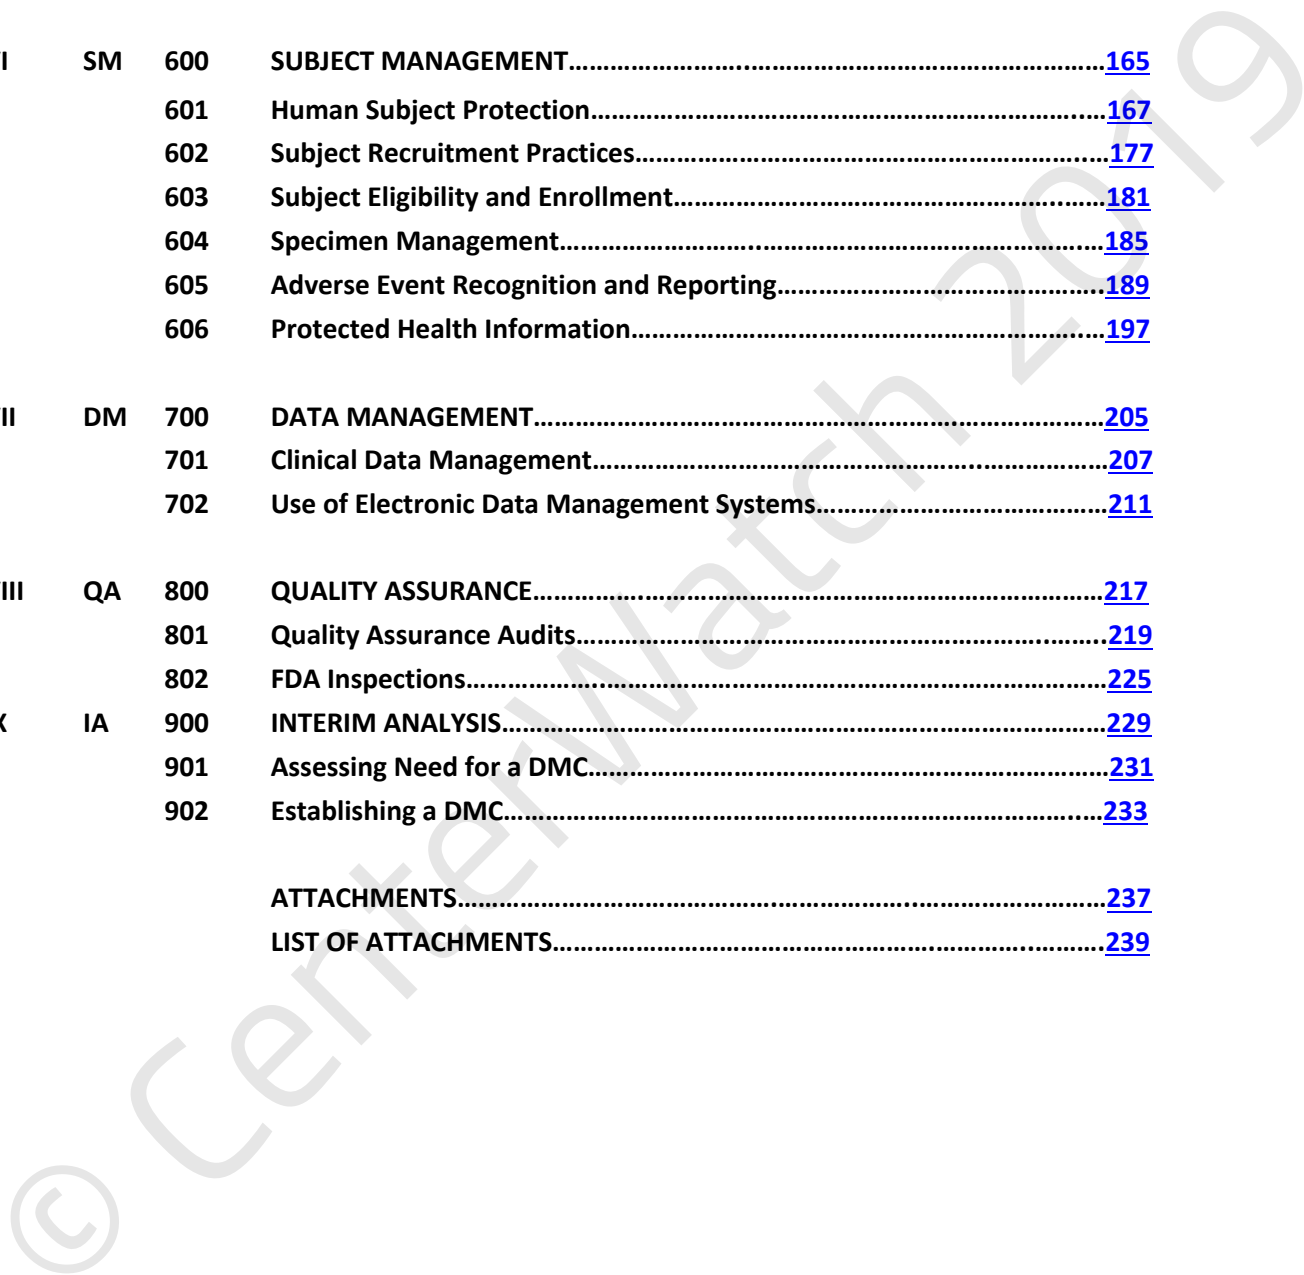 I SM 600 SUBJECT MANAGEMENT 165
601 Human Subject Protection 167
602 Subject Recruitment Practices 177
603 Subject Eligibility and Enrollment 181
604 Specimen Management 185
605 Adverse Event Recognition and Reporting 189
606 Protected Health Information 197
II DM 700 DATA MANAGEMENT 205
701 Clinical Data Management 207
702 Use of Electronic Data Management Systems 211
III QA 800 QUALITY ASSURANCE 217
801 Quality Assurance Audits 219
802 FDA Inspections 225
X IA 900 INTERIM ANALYSIS 229
901 Assessing Need for a DMC 231
902 Establishing a DMC 233
ATTACHMENTS 237
LIST OF ATTACHMENTS 239
© CenterWatch 2019